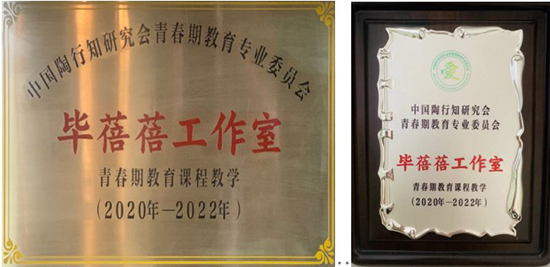 中国陶行知研究会青春期教育专业委员会
毕蓓蓓工作室
青春期教育课程教学
(2020年—2022年)
爱
中国陶行知研究会
青春期教育专业委员会
毕蓓蓓工作室
青春期教育课程教学
(2020年—2022年)